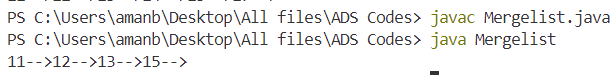 PS C:\Users\amanb\Desktop\All files\ADS Codes> javac Mergelist.java
PS C:\Users\amanb\Desktop\All files\ADS Codes> java Mergelist
11-->12-->13-->15-->